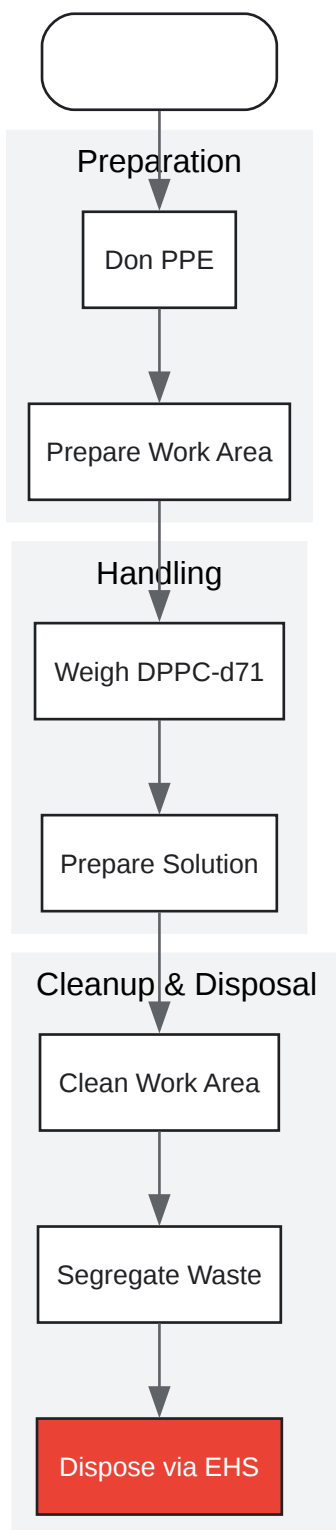 Preparation
Don PPE
Prepare Work Area
Handling
Weigh DPPC-d71
Prepare Solution
Cleanup & Disposal
Clean Work Area
Segregate Waste
Dispose via EHS